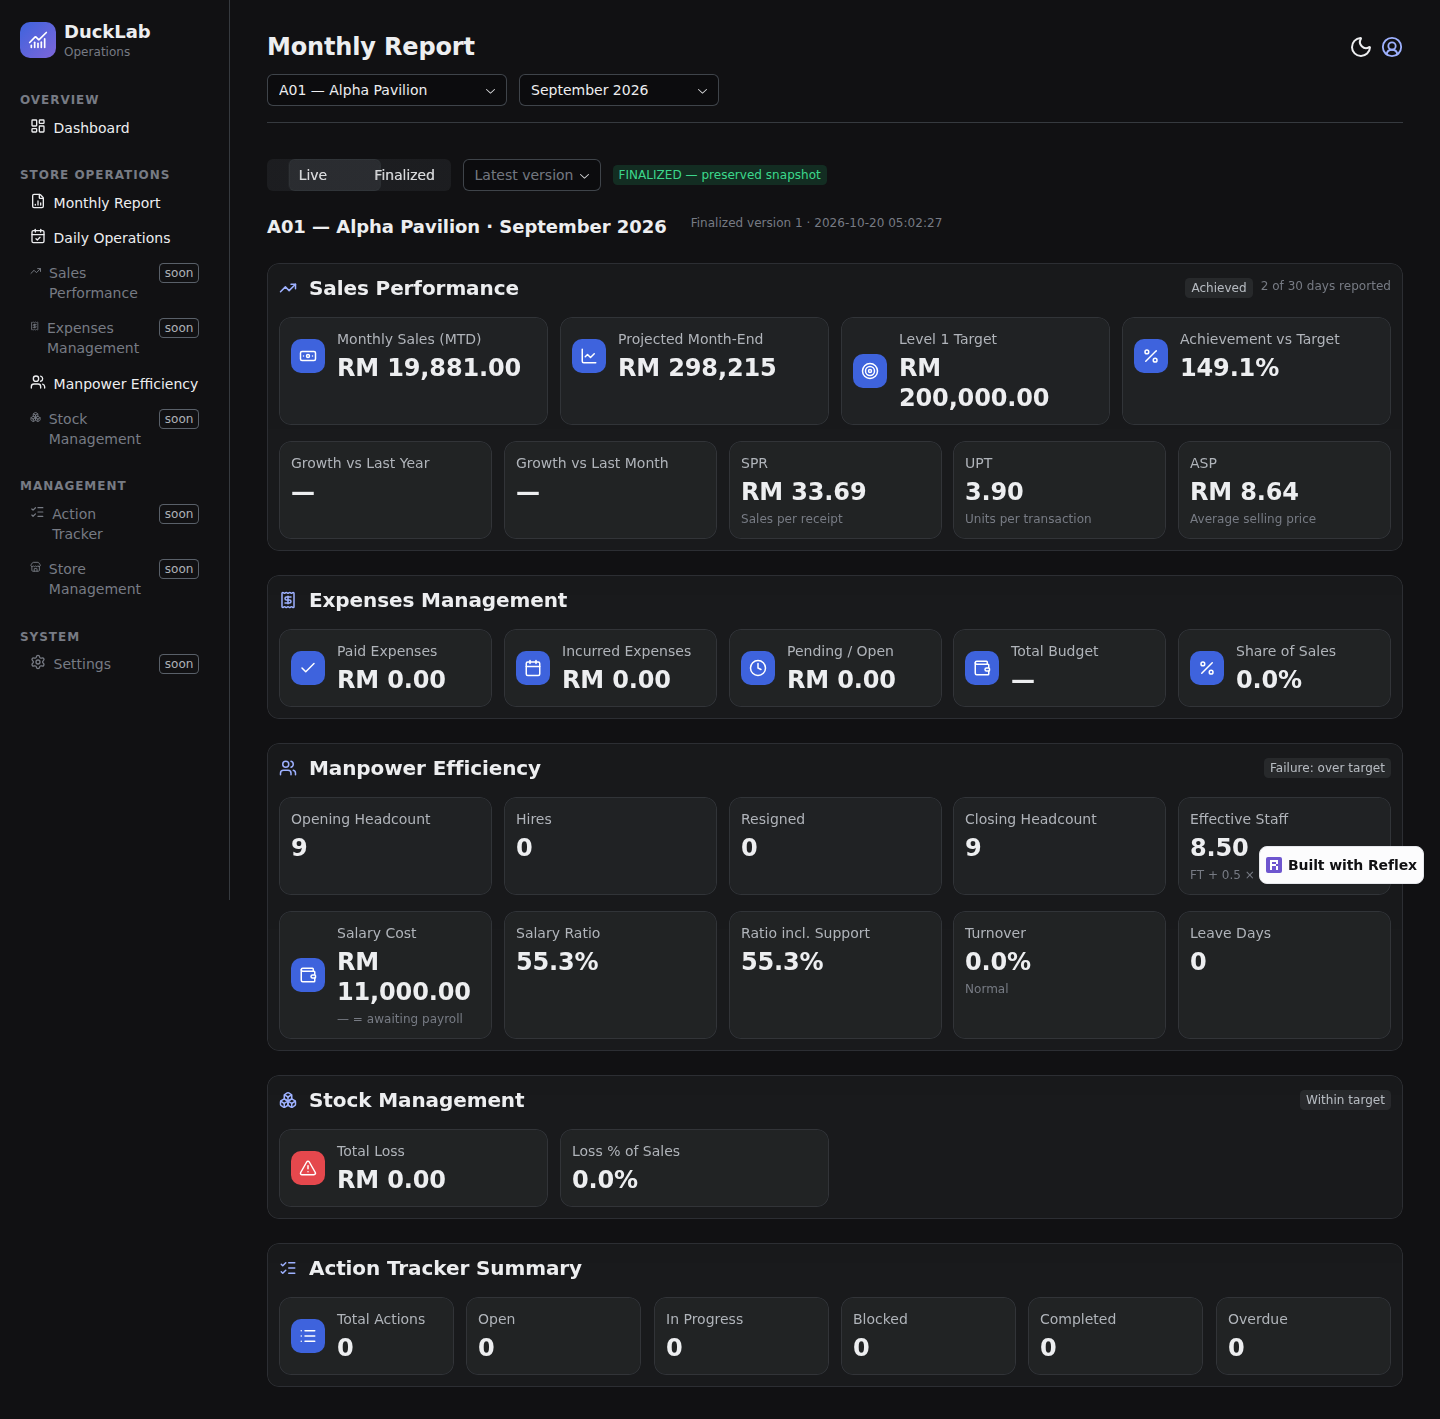 DuckLab
Operations
OVERVIEW
Dashboard
STORE OPERATIONS
Monthly Report
Daily Operations
Sales Performance soon
Expenses Management soon
Manpower Efficiency
Stock Management soon
MANAGEMENT
Action Tracker soon
Store Management soon
SYSTEM
Settings soon
Monthly Report
A01 — Alpha Pavilion September 2026
Live Finalized Latest version FINALIZED — preserved snapshot
A01 — Alpha Pavilion · September 2026 Finalized version 1 · 2026-10-20 05:02:27
Sales Performance Achieved 2 of 30 days reported
Monthly Sales (MTD)
RM 19,881.00
Projected Month-End
RM 298,215
Level 1 Target
RM
200,000.00
Achievement vs Target
149.1%
Growth vs Last Year
—
Growth vs Last Month
—
SPR
RM 33.69
Sales per receipt
UPT
3.90
Units per transaction
ASP
RM 8.64
Average selling price
Expenses Management
Paid Expenses
RM 0.00
Incurred Expenses
RM 0.00
Pending / Open
RM 0.00
Total Budget
—
Share of Sales
0.0%
Manpower Efficiency Failure: over target
Opening Headcount
9
Hires
0
Resigned
0
Closing Headcount
9
Effective Staff
8.50
FT + 0.5 ×
Built with Reflex
Salary Cost
RM
11,000.00
— = awaiting payroll
Salary Ratio
55.3%
Ratio incl. Support
55.3%
Turnover
0.0%
Normal
Leave Days
0
Stock Management Within target
Total Loss
RM 0.00
Loss % of Sales
0.0%
Action Tracker Summary
Total Actions
0
Open
0
In Progress
0
Blocked
0
Completed
0
Overdue
0